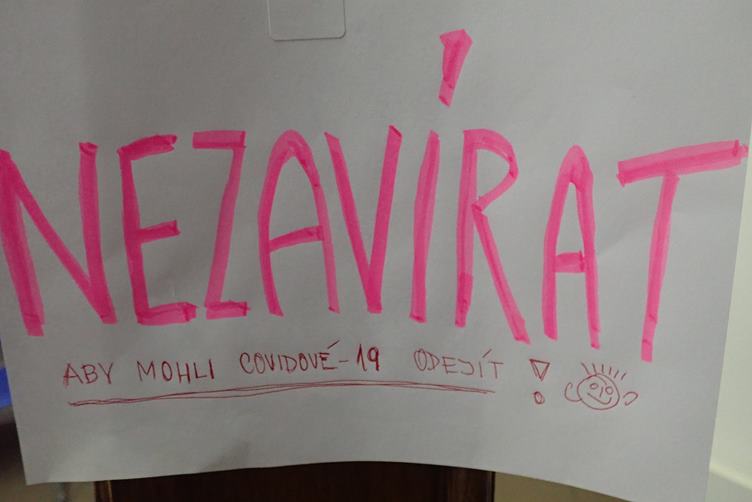 NEZAVÍRAT
ABY MOHLI COVIDOVÉ-19 ODEJÍT !